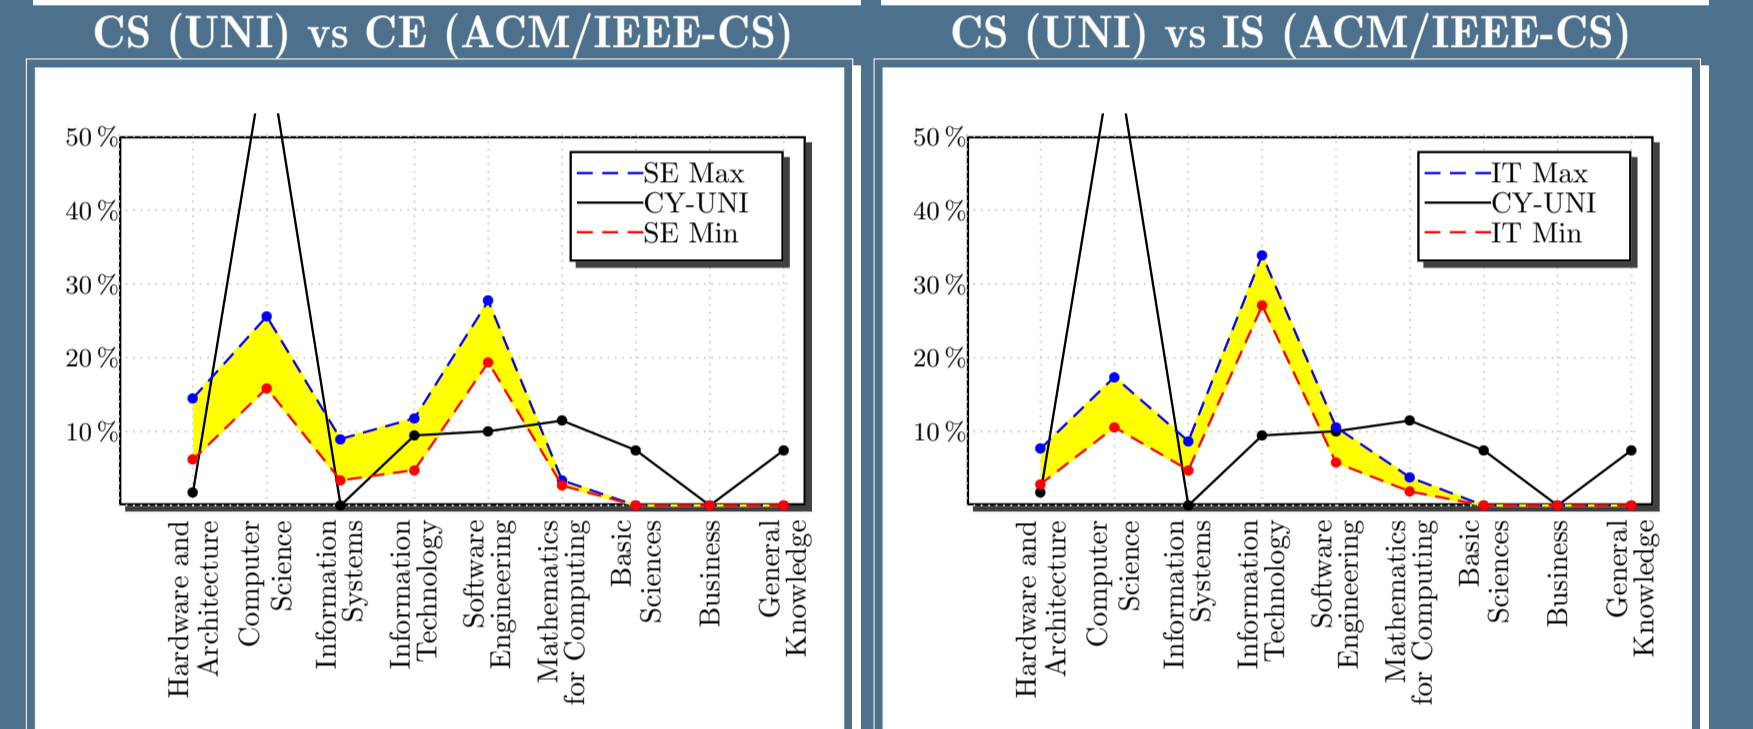 CS (UNI) vs CE (ACM/IEEE-CS)
50 %
40 %
30 %
20 %
10 %
SE Max
CY-UNI
SE Min
Hardware and
Architecture
Computer
Science
Information
Systems
Information
Technology
Software
Engineering
Mathematics
for Computing
Basic
Sciences
Business
General
Knowledge
CS (UNI) vs IS (ACM/IEEE-CS)
50 %
40 %
30 %
20 %
10 %
IT Max
CY-UNI
IT Min
Hardware and
Architecture
Computer
Science
Information
Systems
Information
Technology
Software
Engineering
Mathematics
for Computing
Basic
Sciences
Business
General
Knowledge